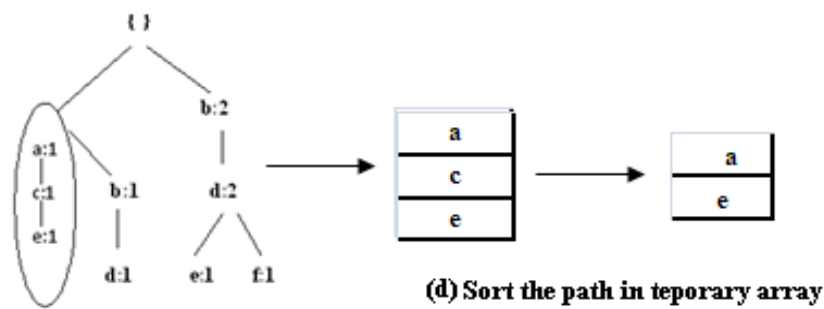 { }
b:2
a:1
c:1
e:1
b:1
d:1
d:2
e:1
f:1
a
c
e
a
e
(d) Sort the path in teporary array